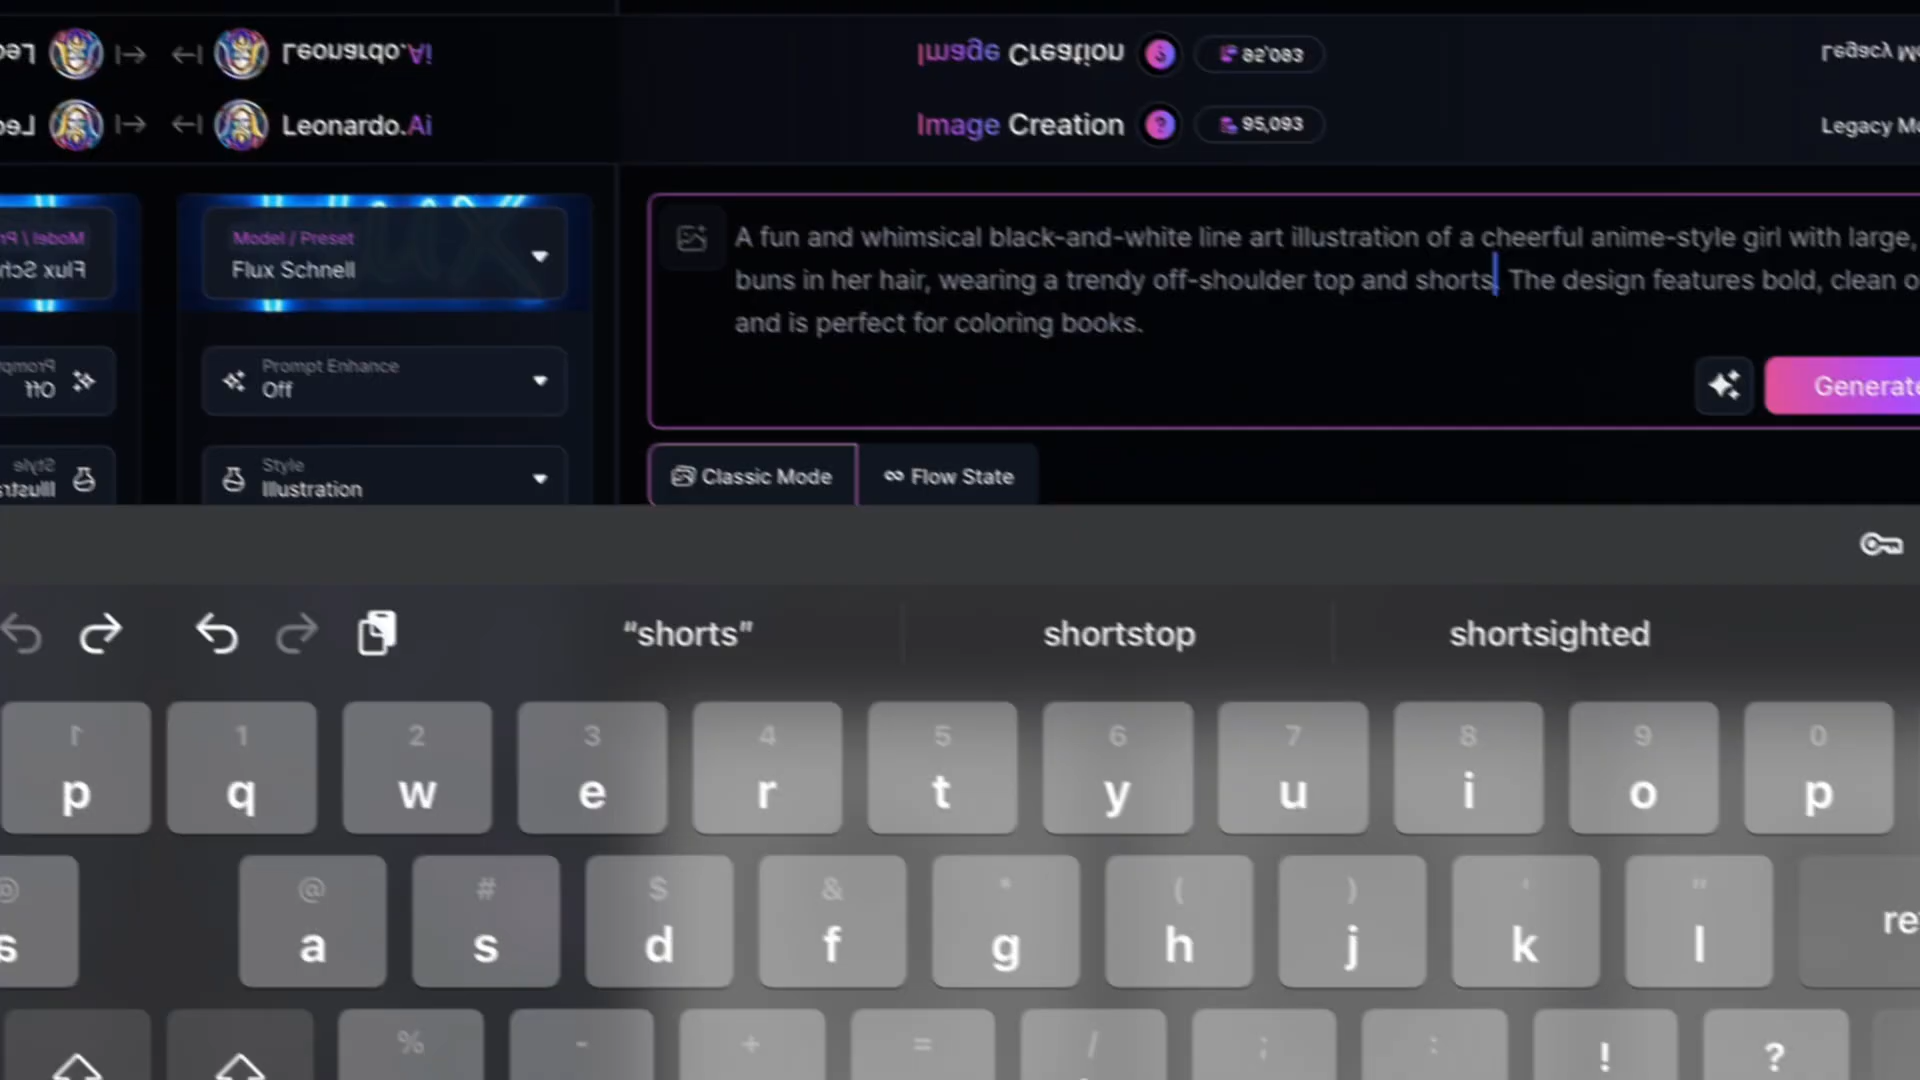 Leonardo.Ai
Image Creation
95,093
Legacy Mo
Model / Preset
Flux Schnell
A fun and whimsical black-and-white line art illustration of a cheerful anime-style girl with large,
buns in her hair, wearing a trendy off-shoulder top and shorts. The design features bold, clean o
and is perfect for coloring books.
Prompt Enhance
Off
Generate
Style
Illustration
Classic Mode
Flow State
“shorts” shortstop shortsighted
1 2 3 4 5 6 7 8 9 0
p q w e r t y u i o p
@ # $ & * ( ) ' "
s a s d f g h j k l re
% - + = / ; : ! ?